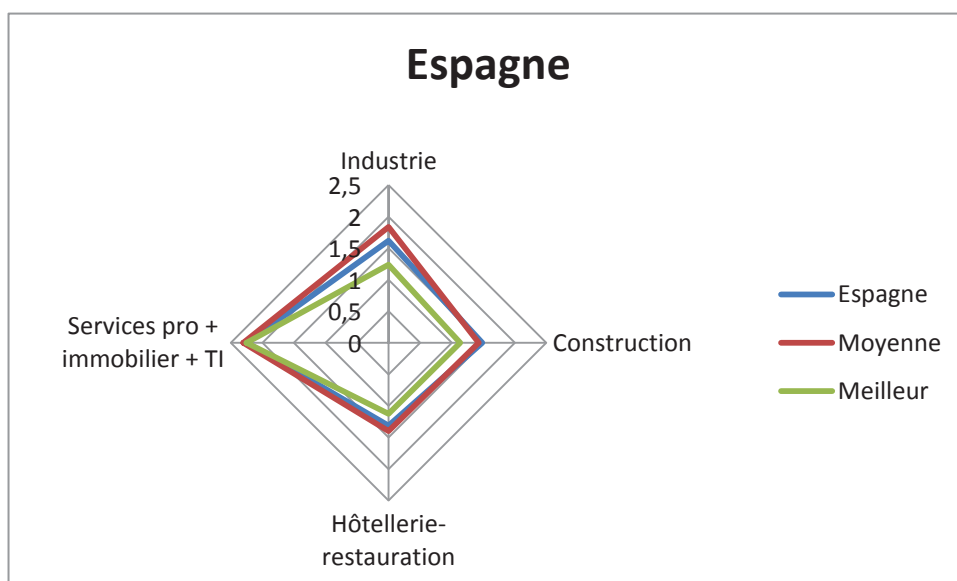 Espagne
Industrie
2,5
2
1,5
1
0,5
0
Services pro +
immobilier + TI
Construction
Hôtellerie-
restauration
Espagne
Moyenne
Meilleur